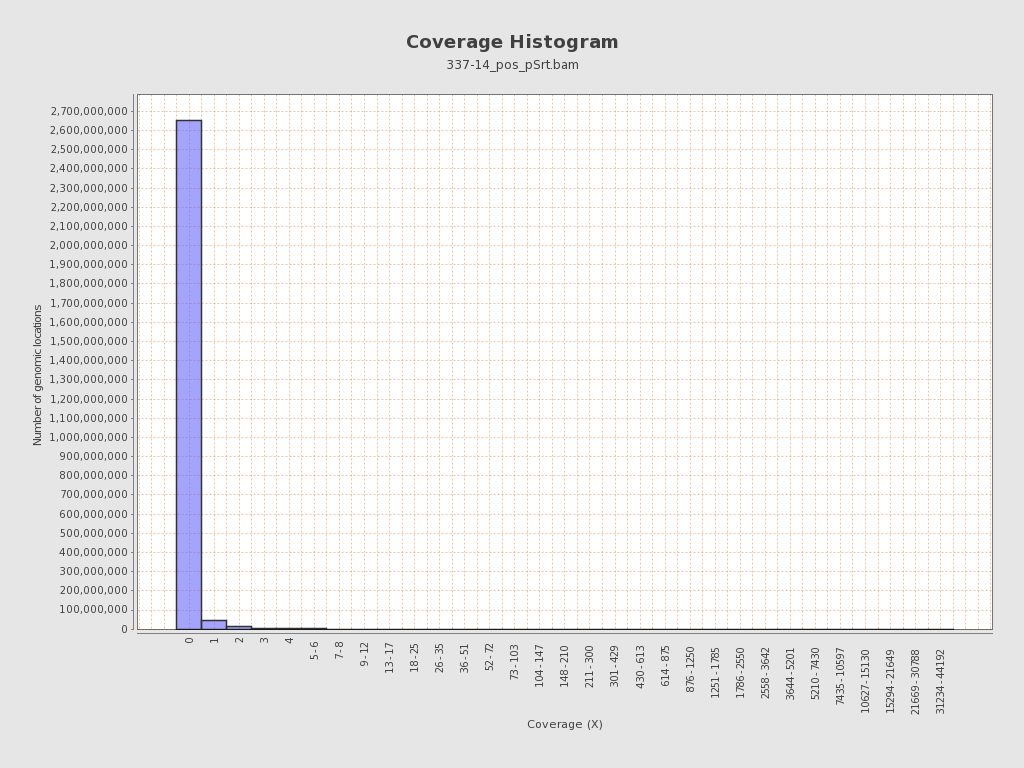 Coverage Histogram
337-14_pos_pSrt.bam
Number of genomic locations
2,700,000,000
2,600,000,000
2,500,000,000
2,400,000,000
2,300,000,000
2,200,000,000
2,100,000,000
2,000,000,000
1,900,000,000
1,800,000,000
1,700,000,000
1,600,000,000
1,500,000,000
1,400,000,000
1,300,000,000
1,200,000,000
1,100,000,000
1,000,000,000
900,000,000
800,000,000
700,000,000
600,000,000
500,000,000
400,000,000
300,000,000
200,000,000
100,000,000
0
0
1
2
3
4
5 - 6
7 - 8
9 - 12
13 - 17
18 - 25
26 - 35
36 - 51
52 - 72
73 - 103
104 - 147
148 - 210
211 - 300
301 - 429
430 - 613
614 - 875
876 - 1250
1251 - 1785
1786 - 2550
2558 - 3642
3644 - 5201
5210 - 7430
7435 - 10597
10627 - 15130
15294 - 21649
21669 - 30788
31234 - 44192
Coverage (X)